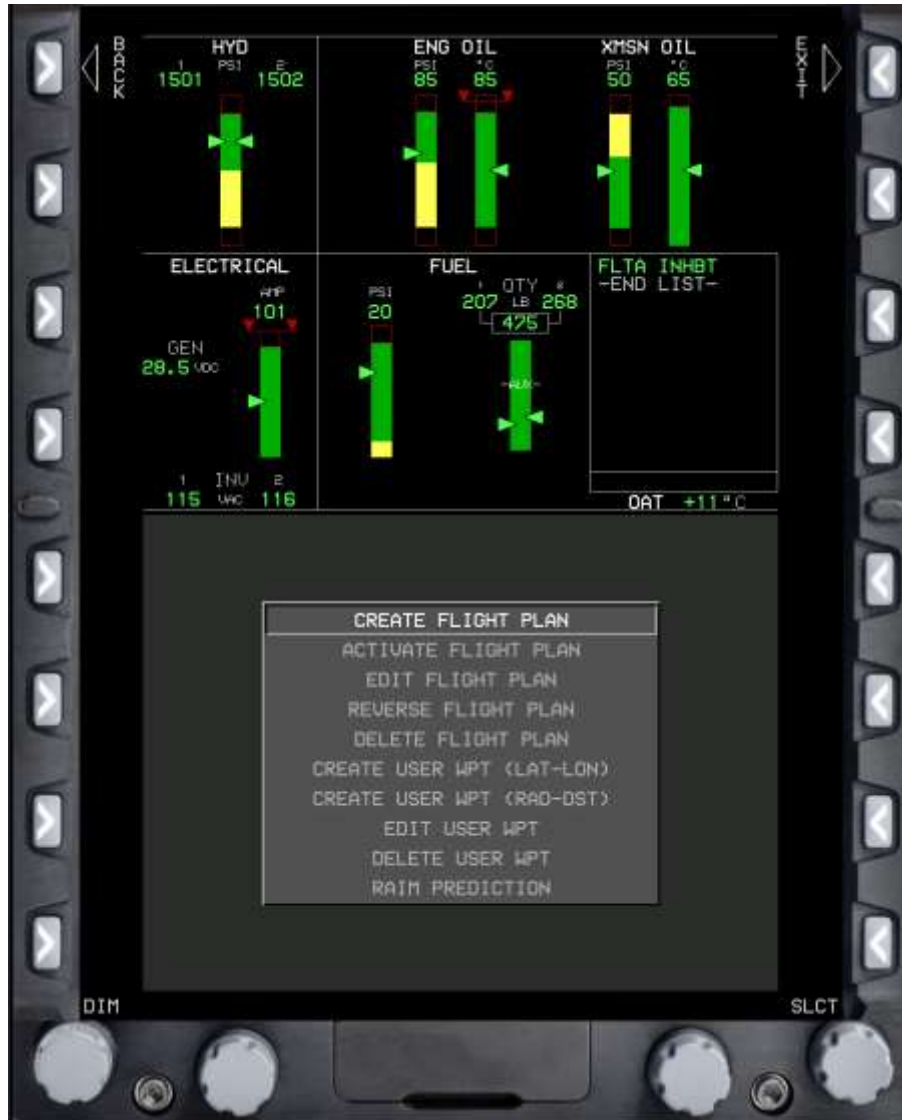 BACK
EXIT
HYD
1 PSI 2
1501 1502
ENG OIL
PSI °C
85 85
XMSN OIL
PSI °C
50 65
ELECTRICAL
AMP
101
GEN
28.5 VDC
1 INV 2
115 VAC 116
FUEL
PSI
20
QTY
207 LB 268
475
-AUX-
FLTA INHBT
-END LIST-
OAT +11°C
CREATE FLIGHT PLAN
ACTIVATE FLIGHT PLAN
EDIT FLIGHT PLAN
REVERSE FLIGHT PLAN
DELETE FLIGHT PLAN
CREATE USER WPT (LAT-LON)
CREATE USER WPT (RAD-DST)
EDIT USER WPT
DELETE USER WPT
RAIM PREDICTION
DIM
SLCT